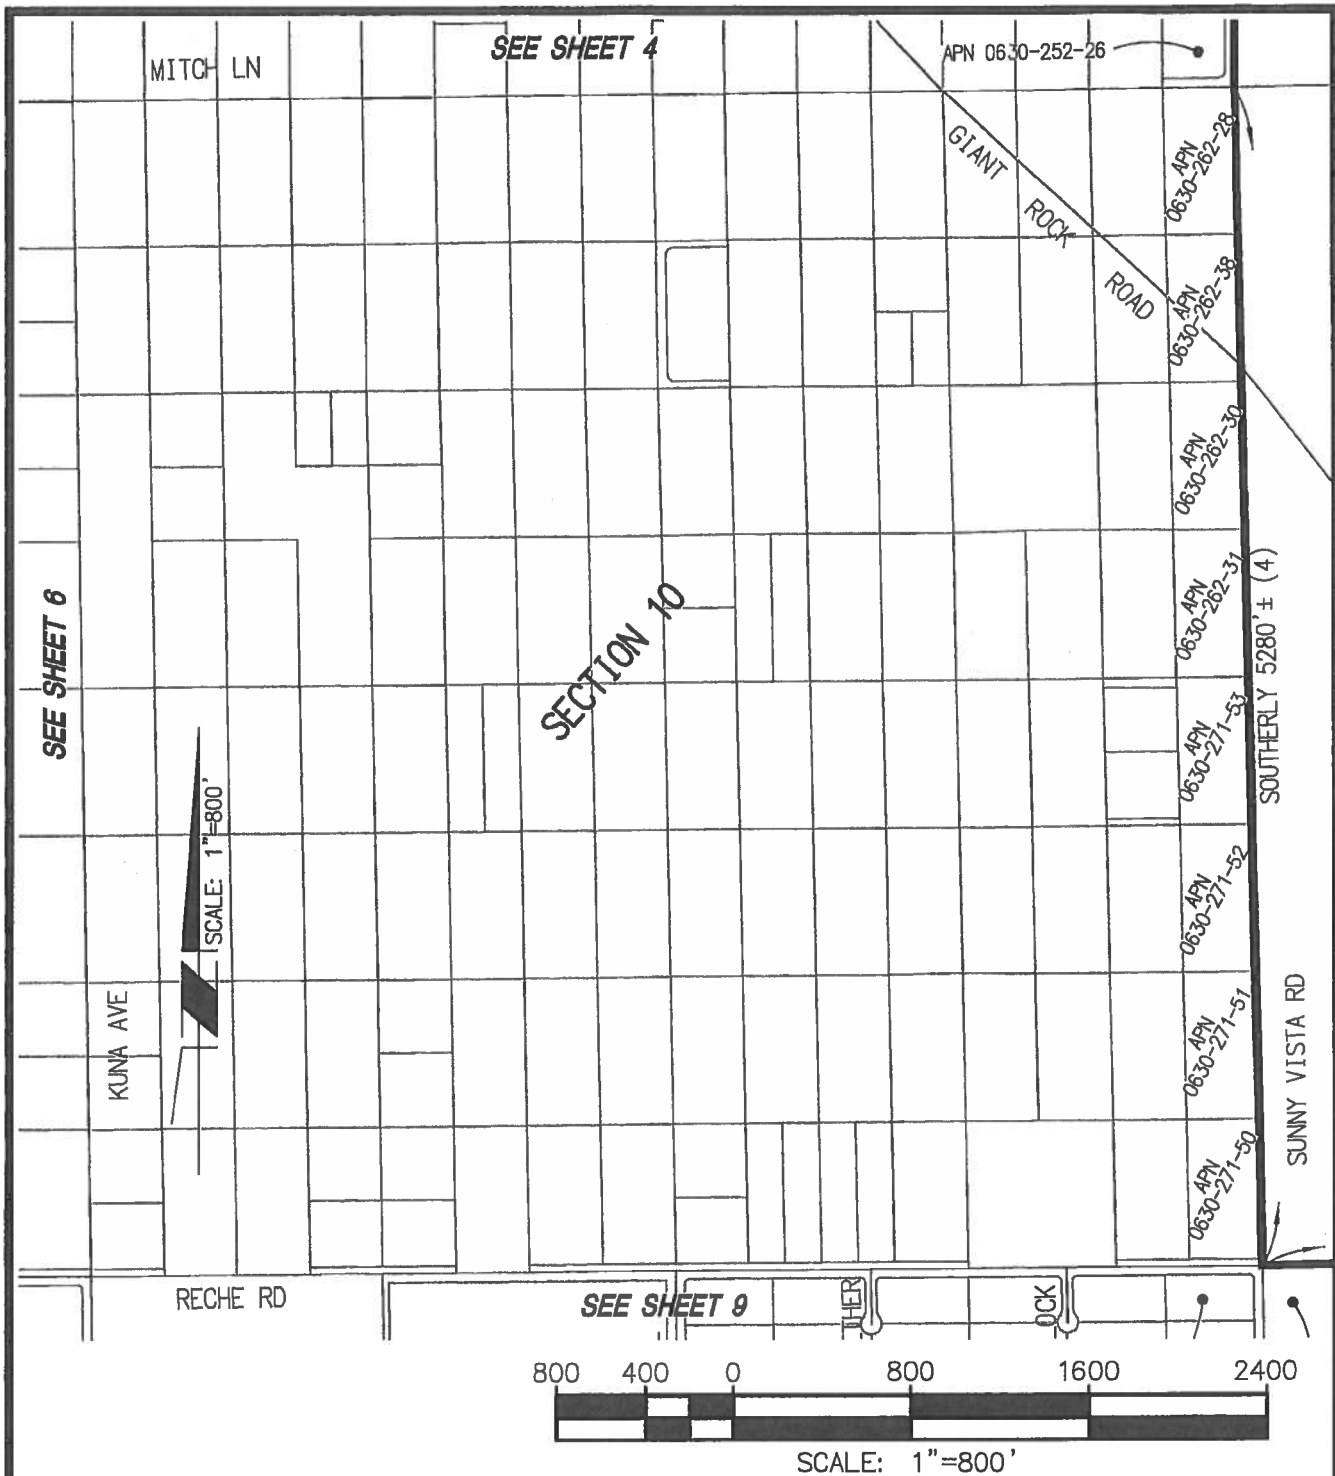 SEE SHEET 4
MITCH LN
APN 0630-252-26
GIANT
ROCK
ROAD
APN
0630-262-28
APN
0630-262-38
APN
0630-262-30
APN
0630-262-31
APN
0630-271-53
APN
0630-271-52
APN
0630-271-51
APN
0630-271-50
SOUTHERLY 5280'± (4)
SUNNY VISTA RD
SECTION 10
SEE SHEET 6
SCALE: 1"=800'
KUNA AVE
RECHE RD
SEE SHEET 9
OCK
800 400 0 800 1600 2400
SCALE: 1"=800'